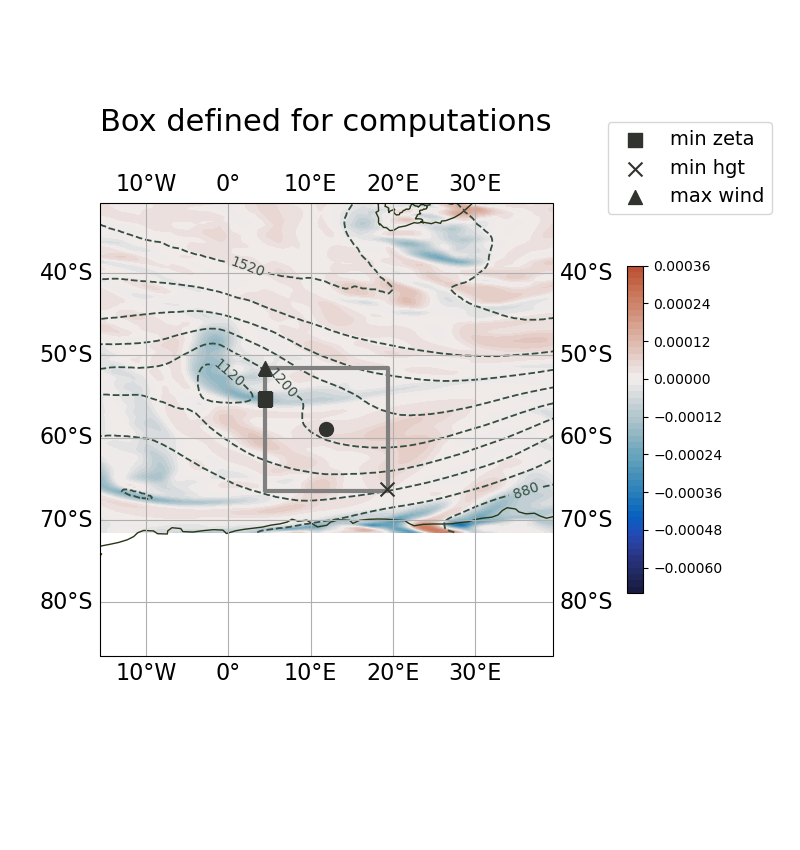 Box defined for computations
min zeta
min hgt
max wind
10°W 0° 10°E 20°E 30°E
40°S 40°S
50°S 50°S
60°S 60°S
70°S 70°S
80°S 80°S
10°W 0° 10°E 20°E 30°E
1520
1120
1200
880
0.00036
0.00024
0.00012
0.00000
−0.00012
−0.00024
−0.00036
−0.00048
−0.00060